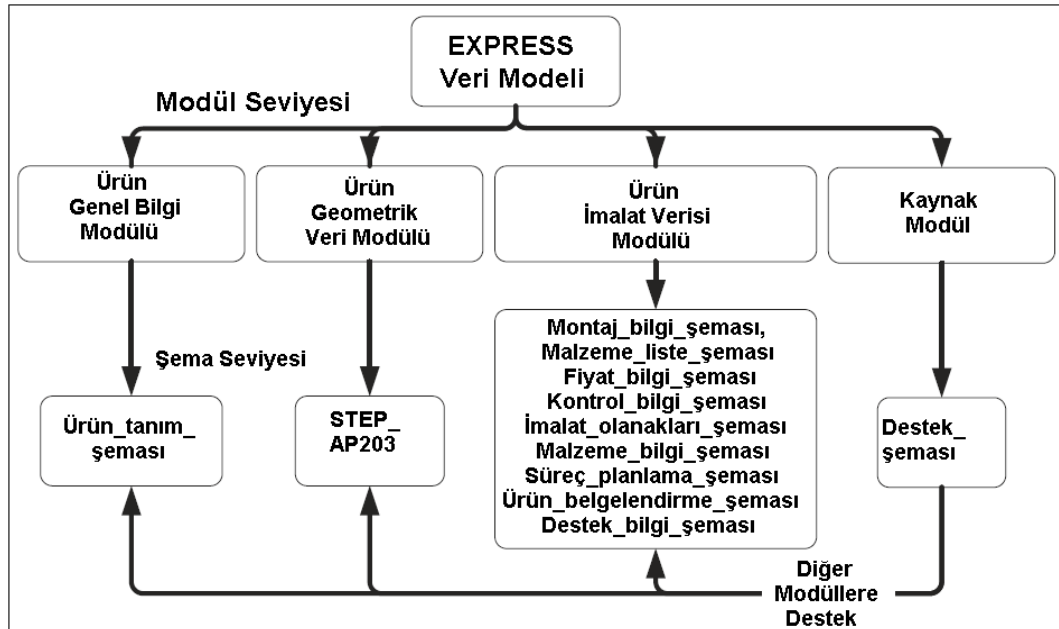 EXPRESS
Veri Modeli
Modül Seviyesi
Ürün
Genel Bilgi
Modülü
Ürün
Geometrik
Veri Modülü
Ürün
İmalat Verisi
Modülü
Kaynak
Modül
Şema Seviyesi
Ürün_tanım_
şeması
STEP_
AP203
Montaj_bilgi_şeması,
Malzeme_liste_şeması
Fiyat_bilgi_şeması
Kontrol_bilgi_şeması
İmalat_olanakları_şeması
Malzeme_bilgi_şeması
Süreç_planlama_şeması
Ürün_belgelendirme_şeması
Destek_bilgi_şeması
Destek_
şeması
Diğer
Modüllere
Destek